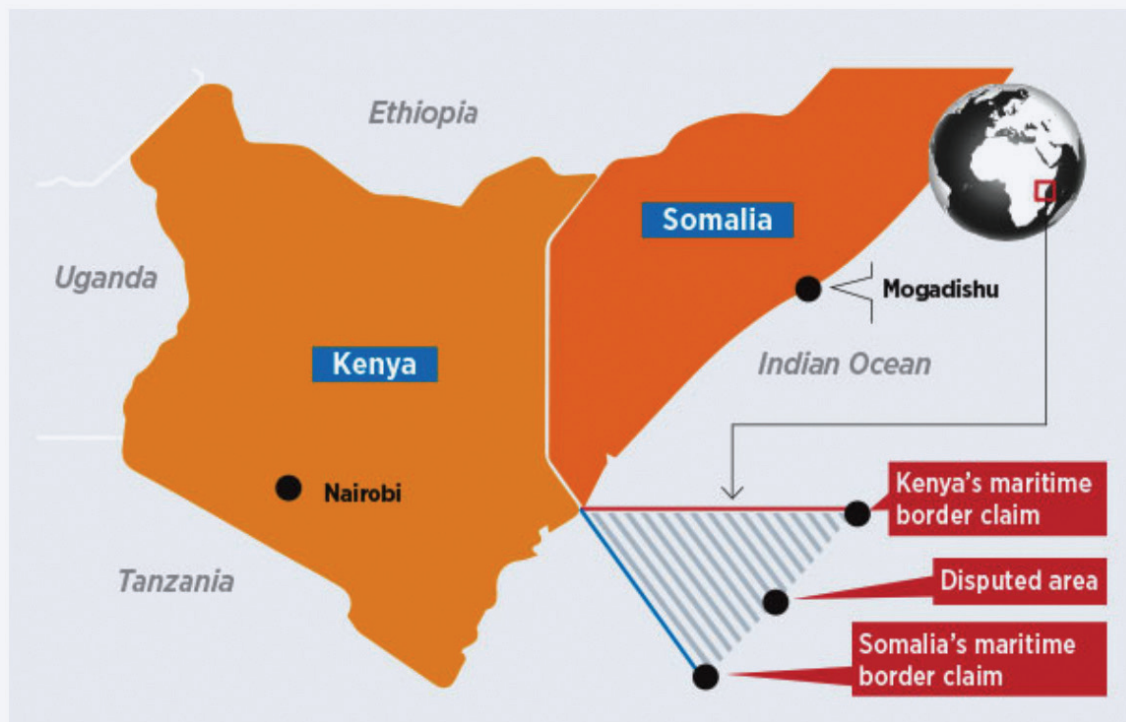 Ethiopia
Somalia
Uganda
Mogadishu
Kenya
Indian Ocean
Nairobi
Kenya's maritime
border claim
Tanzania
Disputed area
Somalia's maritime
border claim